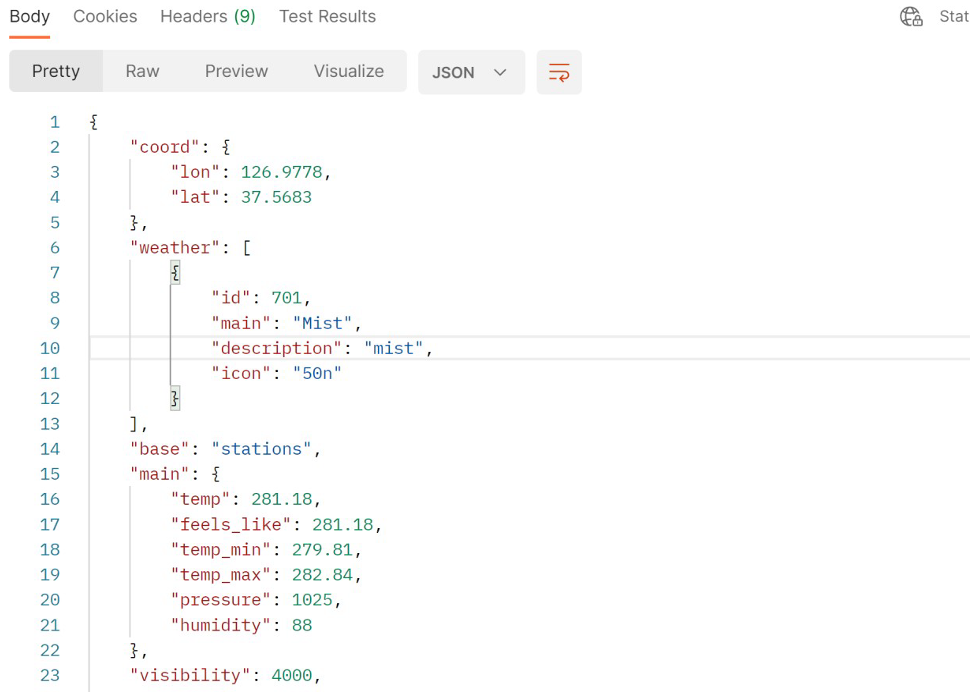 Body Cookies Headers (9) Test Results Stat
Pretty Raw Preview Visualize JSON
1 {
2 "coord": {
3 "lon": 126.9778,
4 "lat": 37.5683
5 },
6 "weather": [
7 {
8 "id": 701,
9 "main": "Mist",
10 "description": "mist",
11 "icon": "50n"
12 }
13 ],
14 "base": "stations",
15 "main": {
16 "temp": 281.18,
17 "feels_like": 281.18,
18 "temp_min": 279.81,
19 "temp_max": 282.84,
20 "pressure": 1025,
21 "humidity": 88
22 },
23 "visibility": 4000,